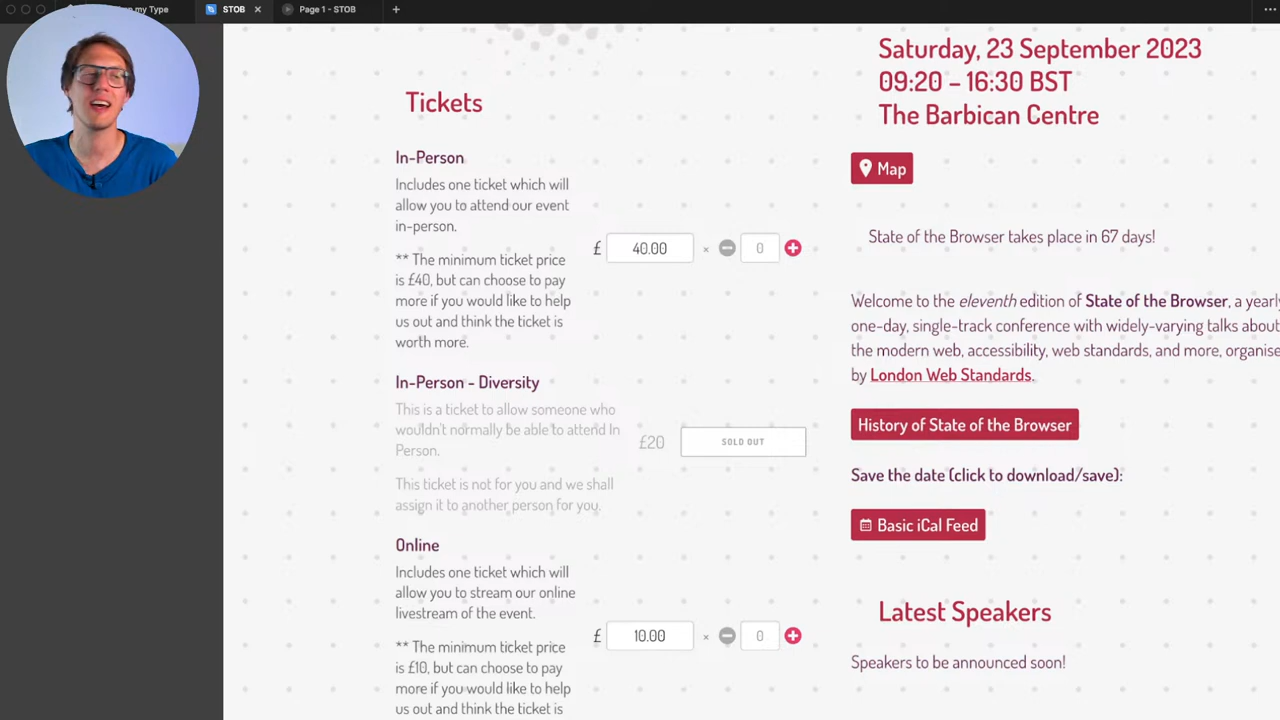 my Type
STOB
Page 1 - STOB
Tickets
In-Person
Includes one ticket which will
allow you to attend our event
in-person.
** The minimum ticket price
is £40, but can choose to pay
more if you would like to help
us out and think the ticket is
worth more.
£ 40.00 × 0
In-Person - Diversity
This is a ticket to allow someone who
wouldn't normally be able to attend In
Person.
This ticket is not for you and we shall
assign it to another person for you.
£20 SOLD OUT
Online
Includes one ticket which will
allow you to stream our online
livestream of the event.
** The minimum ticket price
is £10, but can choose to pay
more if you would like to help
us out and think the ticket is
£ 10.00 × 0
Saturday, 23 September 2023
09:20 – 16:30 BST
The Barbican Centre
Map
State of the Browser takes place in 67 days!
Welcome to the eleventh edition of State of the Browser, a yearly
one-day, single-track conference with widely-varying talks about
the modern web, accessibility, web standards, and more, organise
by London Web Standards.
History of State of the Browser
Save the date (click to download/save):
Basic iCal Feed
Latest Speakers
Speakers to be announced soon!